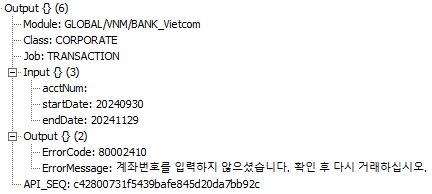 Output {} (6)
Module: GLOBAL/VNM/BANK_Vietcom
Class: CORPORATE
Job: TRANSACTION
Input {} (3)
acctNum:
startDate: 20240930
endDate: 20241129
Output {} (2)
ErrorCode: 80002410
ErrorMessage: 계좌번호를 입력하지 않으셨습니다. 확인 후 다시 거래하십시오.
API_SEQ: c42800731f5439bafe845d20da7bb92c